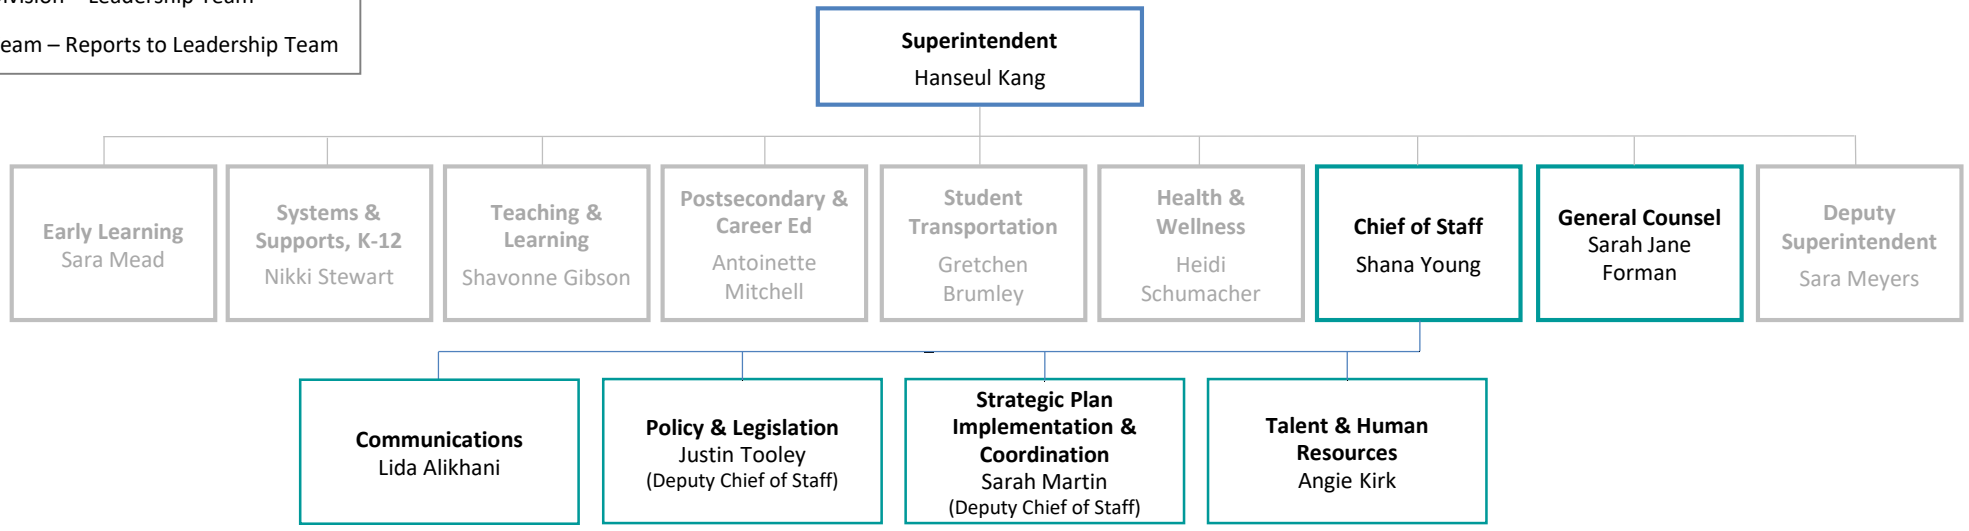 – Leadership Team
– Reports to Leadership Team
Superintendent
Hanseul Kang
Early Learning
Sara Mead
Systems &
Supports, K-12
Nikki Stewart
Teaching &
Learning
Shavonne Gibson
Postsecondary &
Career Ed
Antoinette
Mitchell
Student
Transportation
Gretchen
Brumley
Health &
Wellness
Heidi
Schumacher
Chief of Staff
Shana Young
General Counsel
Sarah Jane
Forman
Deputy
Superintendent
Sara Meyers
Communications
Lida Alikhani
Policy & Legislation
Justin Tooley
(Deputy Chief of Staff)
Strategic Plan
Implementation &
Coordination
Sarah Martin
(Deputy Chief of Staff)
Talent & Human
Resources
Angie Kirk